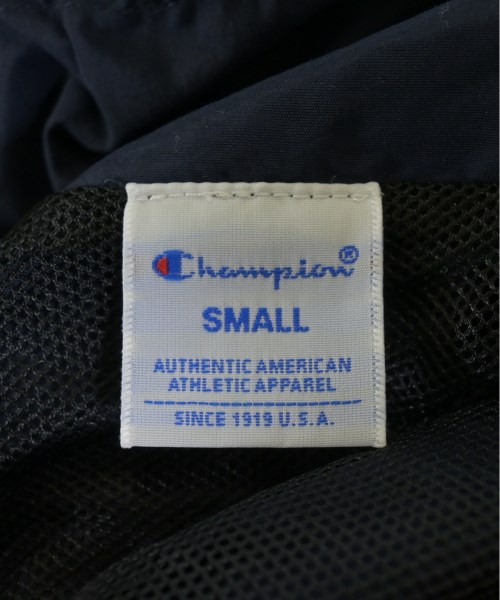 Champion®
SMALL
AUTHENTIC AMERICAN
ATHLETIC APPAREL
SINCE 1919 U.S.A.